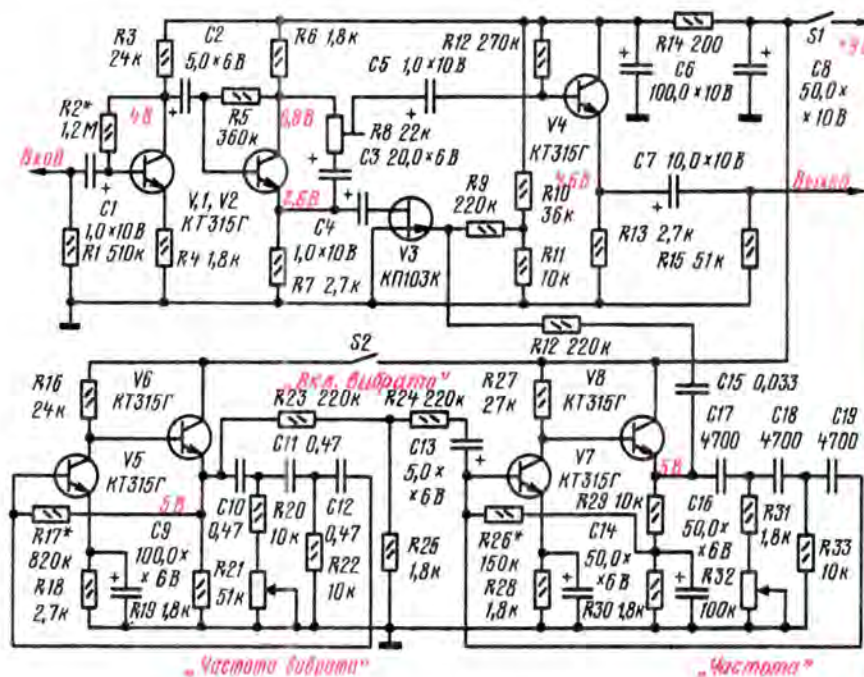 R3
24к
C2
5,0×6В
R6 1,8к
R12 270к
C5 1,0×10В
R14 200
S1
C6
100,0×10В
C8
50,0×
×10В
R2*
1,2М
4В
R5
360к
6,8В
R8 22к
C3 20,0×6В
V4
КТ315Г
C7 10,0×10В
Вход
Выход
C1
1,0×10В
R1 510к
V1, V2
КТ315Г
R4 1,8к
2,6В
C4
1,0×10В
R7 2,7к
V3
КП103К
R9
220к
R10
36к
R11
10к
4,6В
R13 2,7к
R15 51к
S2
„Вкл. вибрато"
R12 220к
C15 0,033
R16
24к
V6
КТ315Г
R23 220к
R24 220к
R27
27к
V8
КТ315Г
C17
4700
C18
4700
C19
4700
V5
КТ315Г
5В
C11 0,47
C10
0,47
R20
10к
C12
0,47
C13
5,0×
×6В
V7
КТ315Г
5В
R29 10к
C16
50,0×
×6В
R31
1,8к
R33
10к
R17*
820к
R18
2,7к
C9
100,0×
×6В
R19 1,8к
R21
51к
R22
10к
R25
1,8к
R26*
150к
R28
1,8к
C14
50,0×
×6В
R30 1,8к
R32
100к
„Частота вибрато"
„Частота"